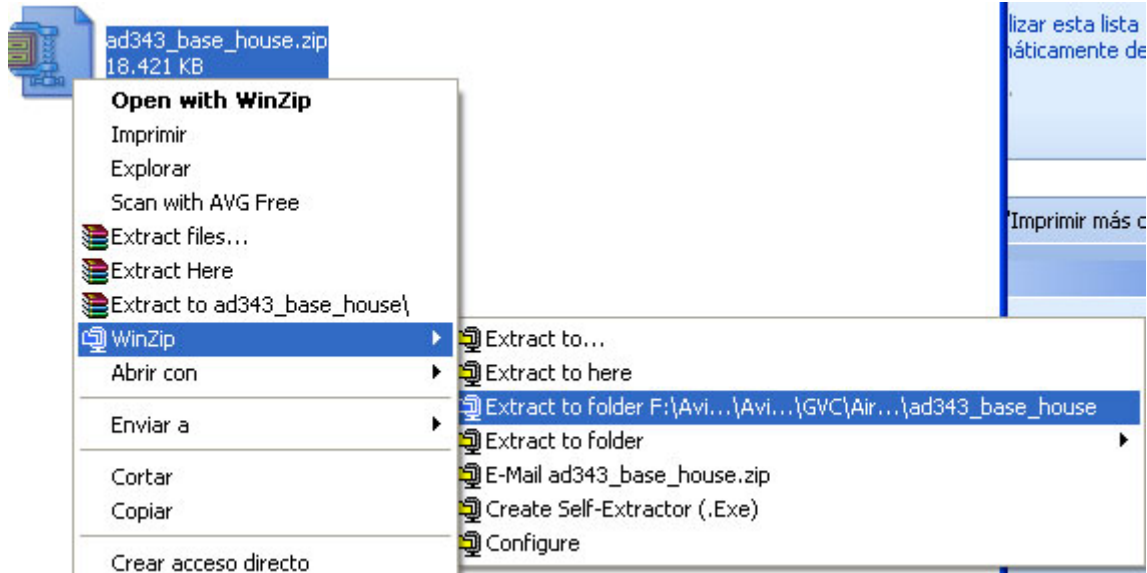 ad343_base_house.zip
18.421 KB
Open with WinZip
Imprimir
Explorar
Scan with AVG Free
Extract files...
Extract Here
Extract to ad343_base_house\
WinZip
Abrir con
Enviar a
Cortar
Copiar
Crear acceso directo
Extract to...
Extract to here
Extract to folder F:\Avi...\Avi...\GVC\Air...\ad343_base_house
Extract to folder
E-Mail ad343_base_house.zip
Create Self-Extractor (.Exe)
Configure
lizar esta lista
máticamente de
Imprimir más c